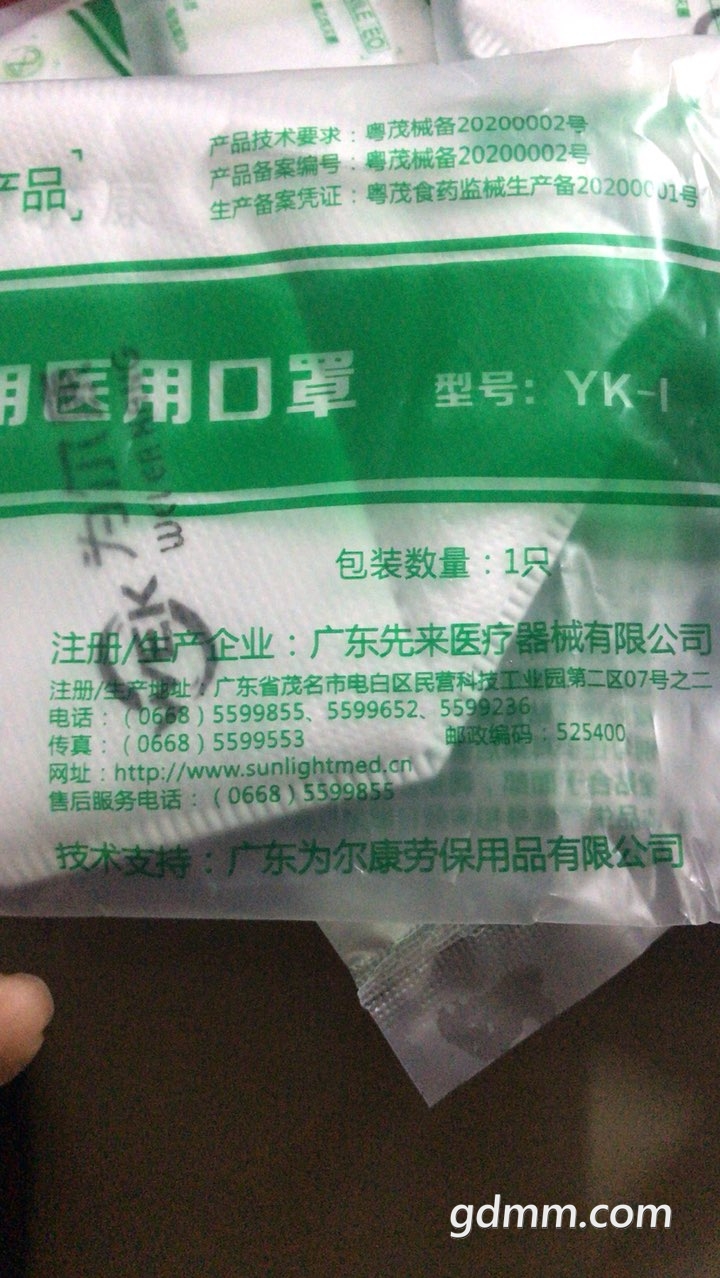 产品技术要求：粤茂械备20200002号
产品备案编号：粤茂械备20200002号
生产备案凭证：粤茂食药监械生产备20200001号
产品
用医用口罩 型号：YK-I
为尔
WEK
包装数量：1只
注册/生产企业：广东先来医疗器械有限公司
注册/生产地址：广东省茂名市电白区民营科技工业园第二区07号之二
电话：（0668）5599855、5599652、5599236
传真：（0668）5599553 邮政编码：525400
网址：http://www.sunlightmed.cn
售后服务电话：（0668）5599855
技术支持：广东为尔康劳保用品有限公司
gdmm.com